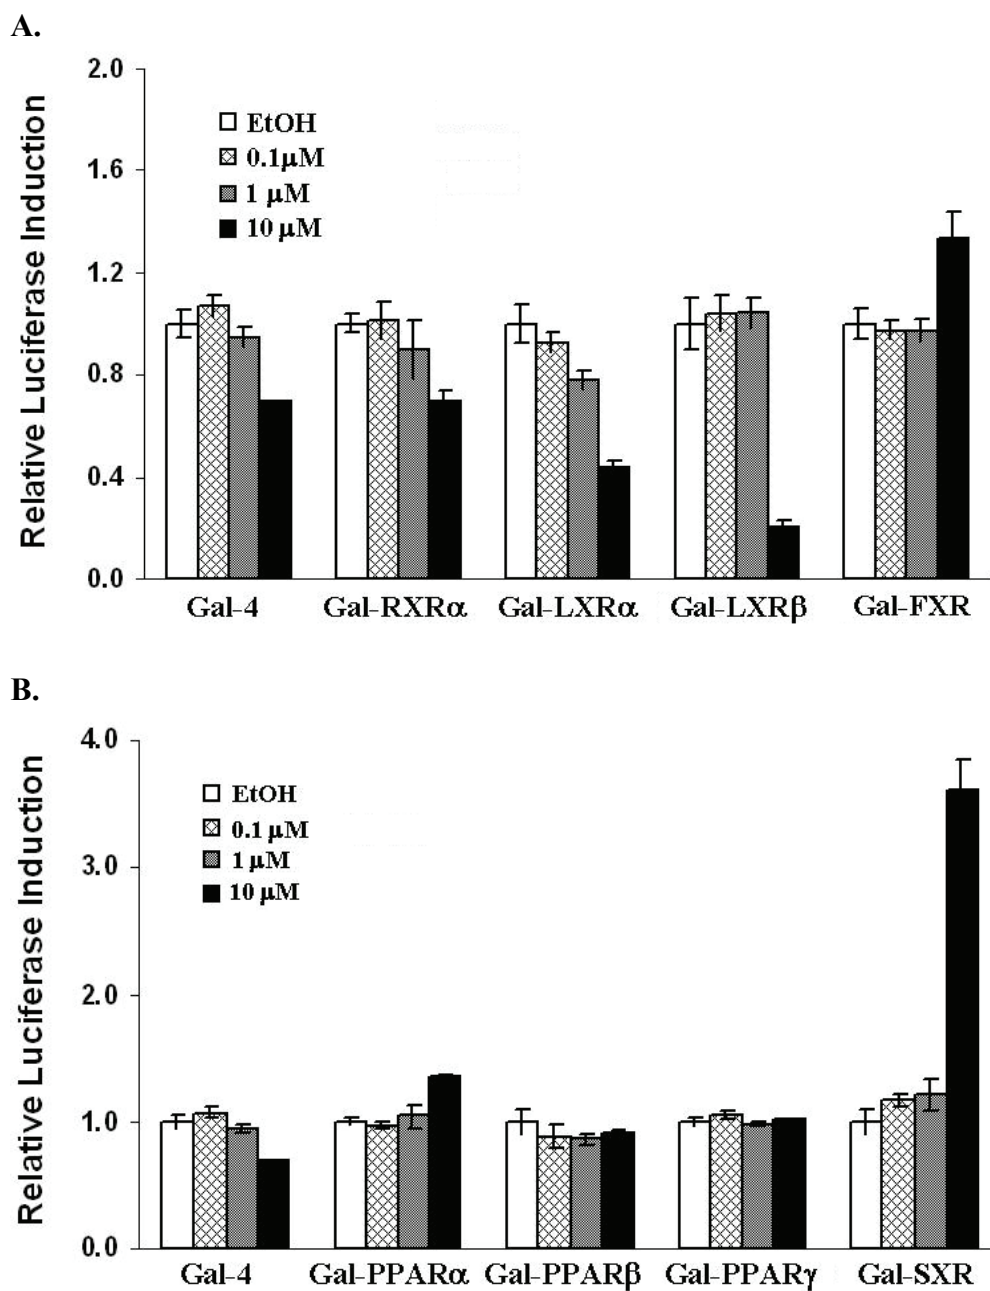 A.
Relative Luciferase Induction
2.0
1.6
1.2
0.8
0.4
0.0
EtOH
0.1μM
1 μM
10 μM
Gal-4 Gal-RXRα Gal-LXRα Gal-LXRβ Gal-FXR
B.
Relative Luciferase Induction
4.0
3.0
2.0
1.0
0.0
EtOH
0.1 μM
1 μM
10 μM
Gal-4 Gal-PPARα Gal-PPARβ Gal-PPARγ Gal-SXR